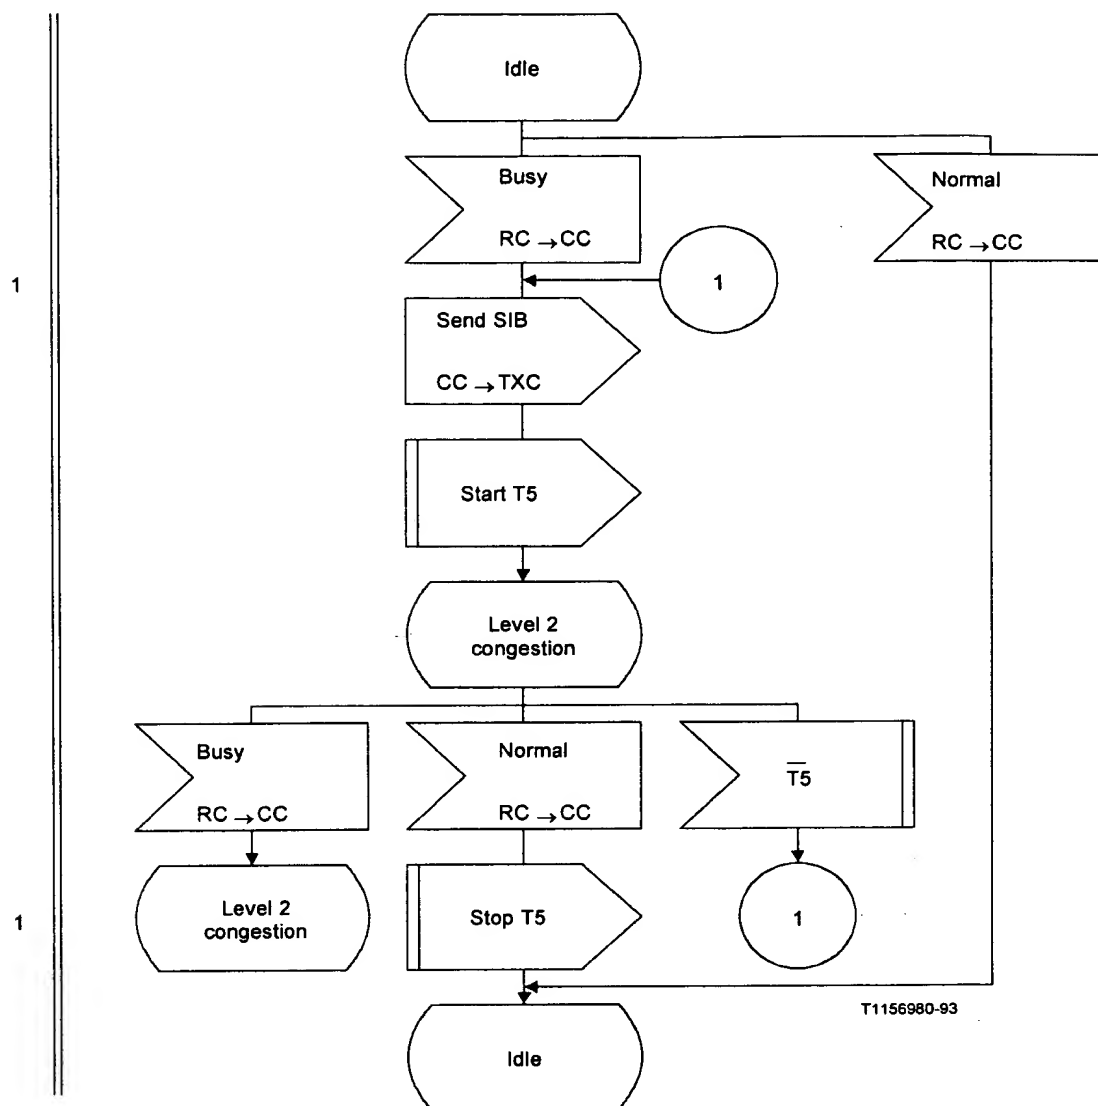 Idle
Busy
RC → CC
Normal
RC → CC
1
1
Send SIB
CC → TXC
Start T5
Level 2
congestion
Busy
RC → CC
Normal
RC → CC
T̅5
Level 2
congestion
Stop T5
1
1
T1156980-93
Idle